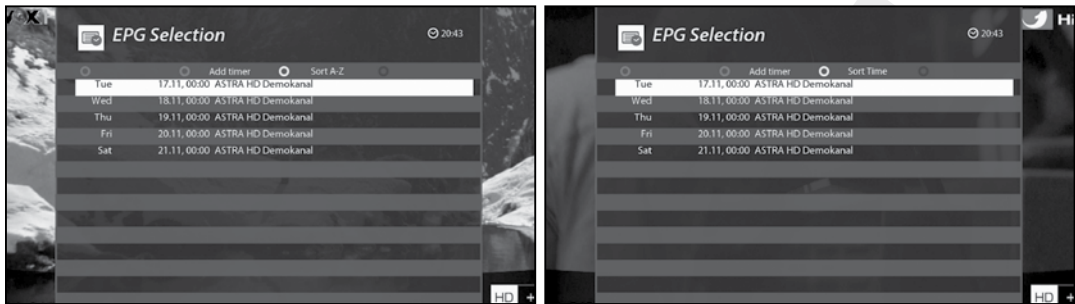 EPG Selection
20:43
Add timer Sort A-Z
Tue 17.11, 00:00 ASTRA HD Demokanal
Wed 18.11, 00:00 ASTRA HD Demokanal
Thu 19.11, 00:00 ASTRA HD Demokanal
Fri 20.11, 00:00 ASTRA HD Demokanal
Sat 21.11, 00:00 ASTRA HD Demokanal
HD +
Hi
EPG Selection
20:43
Add timer Sort Time
Tue 17.11, 00:00 ASTRA HD Demokanal
Wed 18.11, 00:00 ASTRA HD Demokanal
Thu 19.11, 00:00 ASTRA HD Demokanal
Fri 20.11, 00:00 ASTRA HD Demokanal
Sat 21.11, 00:00 ASTRA HD Demokanal
HD +